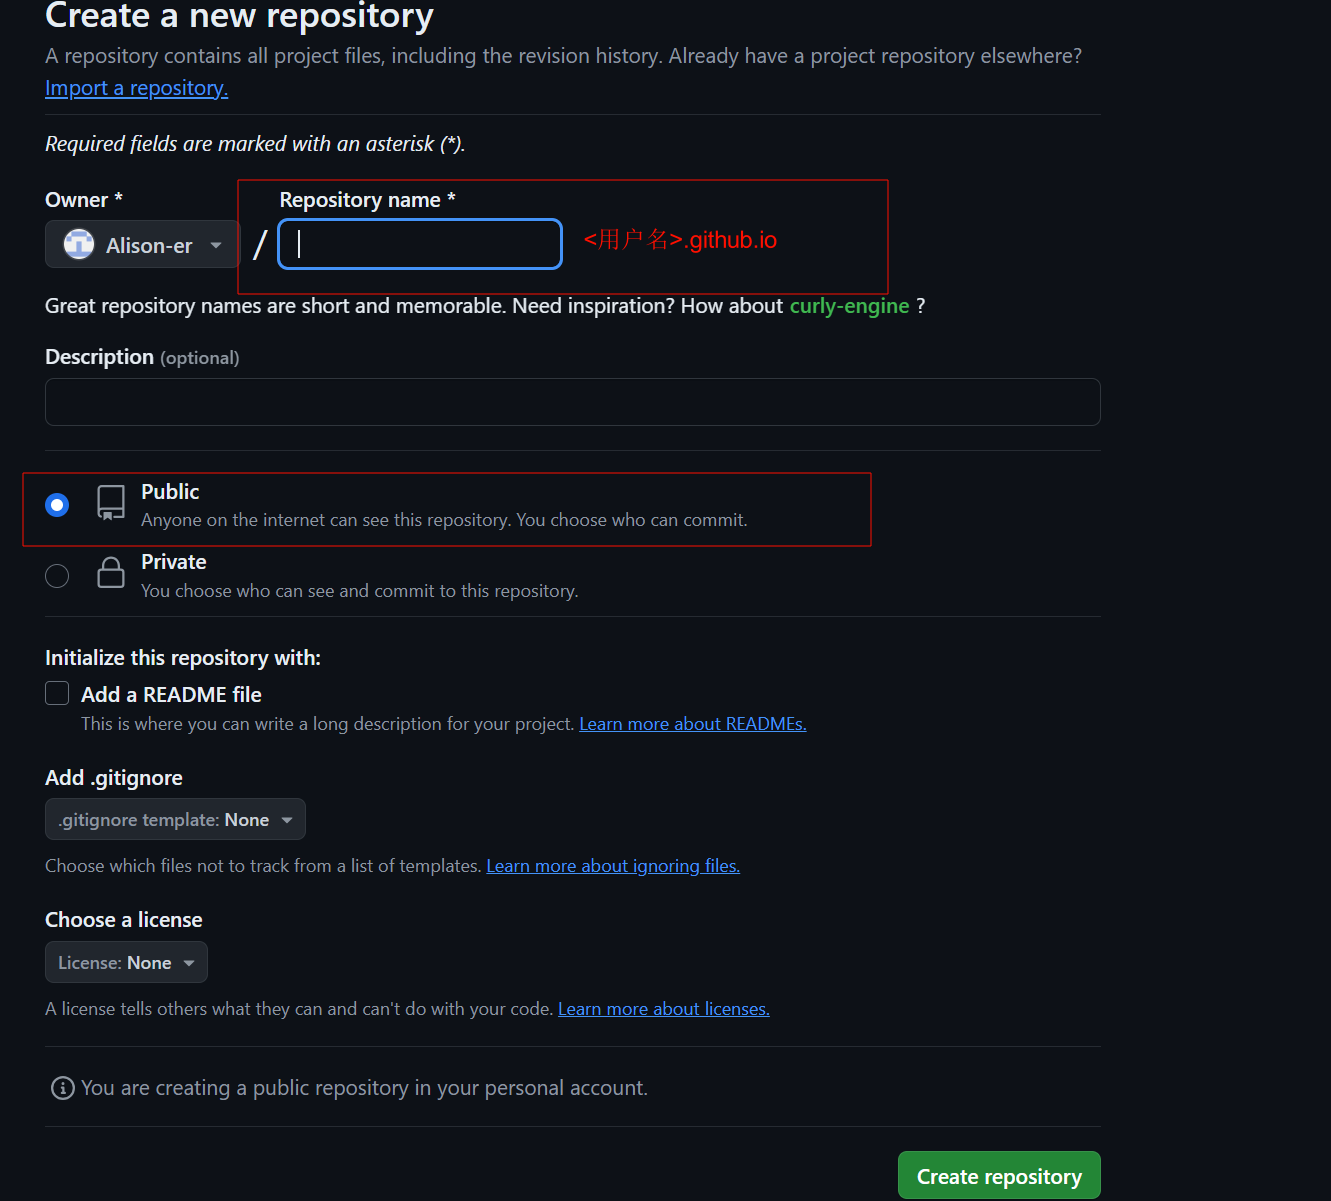 Create a new repository
A repository contains all project files, including the revision history. Already have a project repository elsewhere?
Import a repository.
Required fields are marked with an asterisk (*).
Owner *
Repository name *
Alison-er
/
<用户名>.github.io
Great repository names are short and memorable. Need inspiration? How about curly-engine ?
Description (optional)
Public
Anyone on the internet can see this repository. You choose who can commit.
Private
You choose who can see and commit to this repository.
Initialize this repository with:
Add a README file
This is where you can write a long description for your project. Learn more about READMEs.
Add .gitignore
.gitignore template: None
Choose which files not to track from a list of templates. Learn more about ignoring files.
Choose a license
License: None
A license tells others what they can and can't do with your code. Learn more about licenses.
You are creating a public repository in your personal account.
Create repository